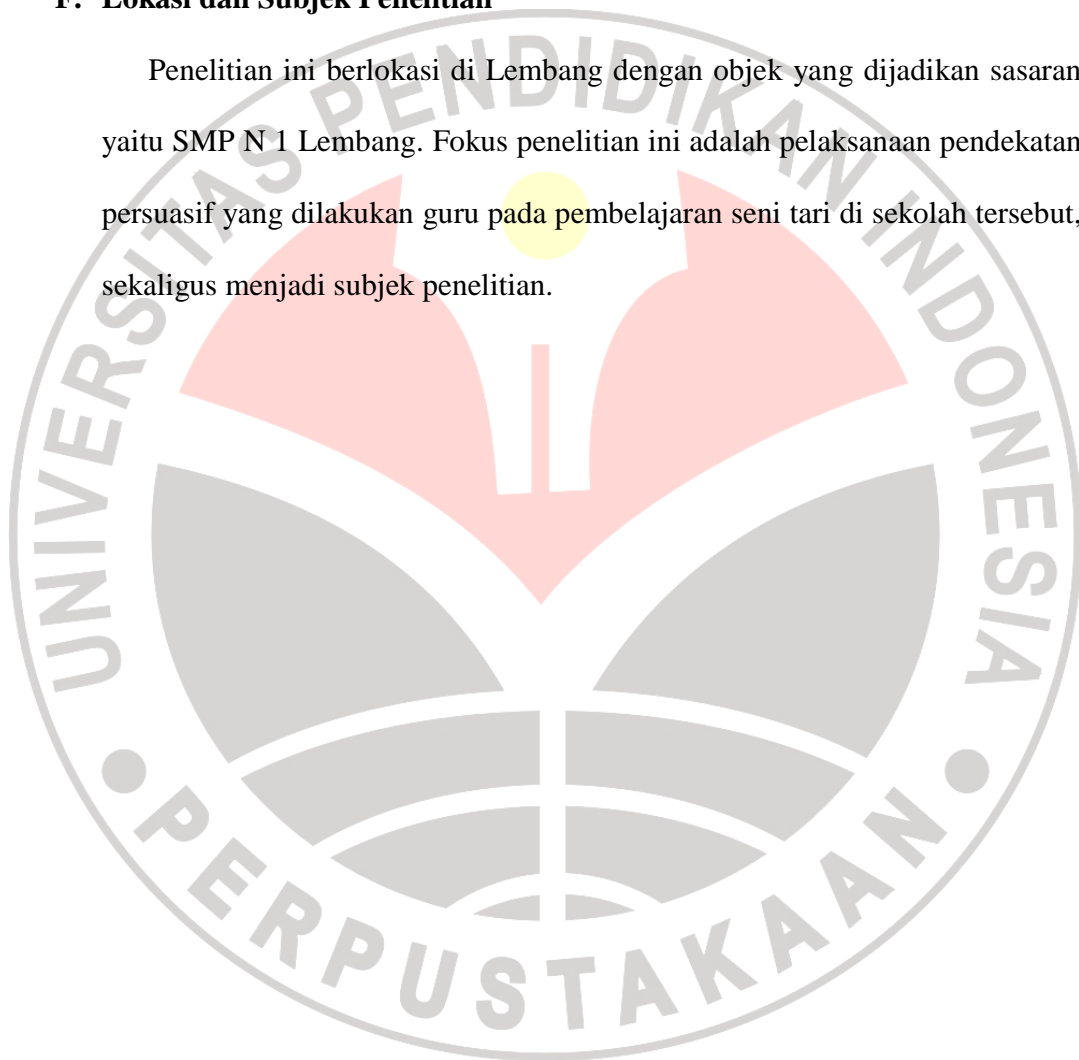 F. Lokasi dan Subjek Penelitian
Penelitian ini berlokasi di Lembang dengan objek yang dijadikan sasaran
yaitu SMP N 1 Lembang. Fokus penelitian ini adalah pelaksanaan pendekatan
persuasif yang dilakukan guru pada pembelajaran seni tari di sekolah tersebut,
sekaligus menjadi subjek penelitian.
UNIVERSITAS PENDIDIKAN INDONESIA
PERPUSTAKAAN